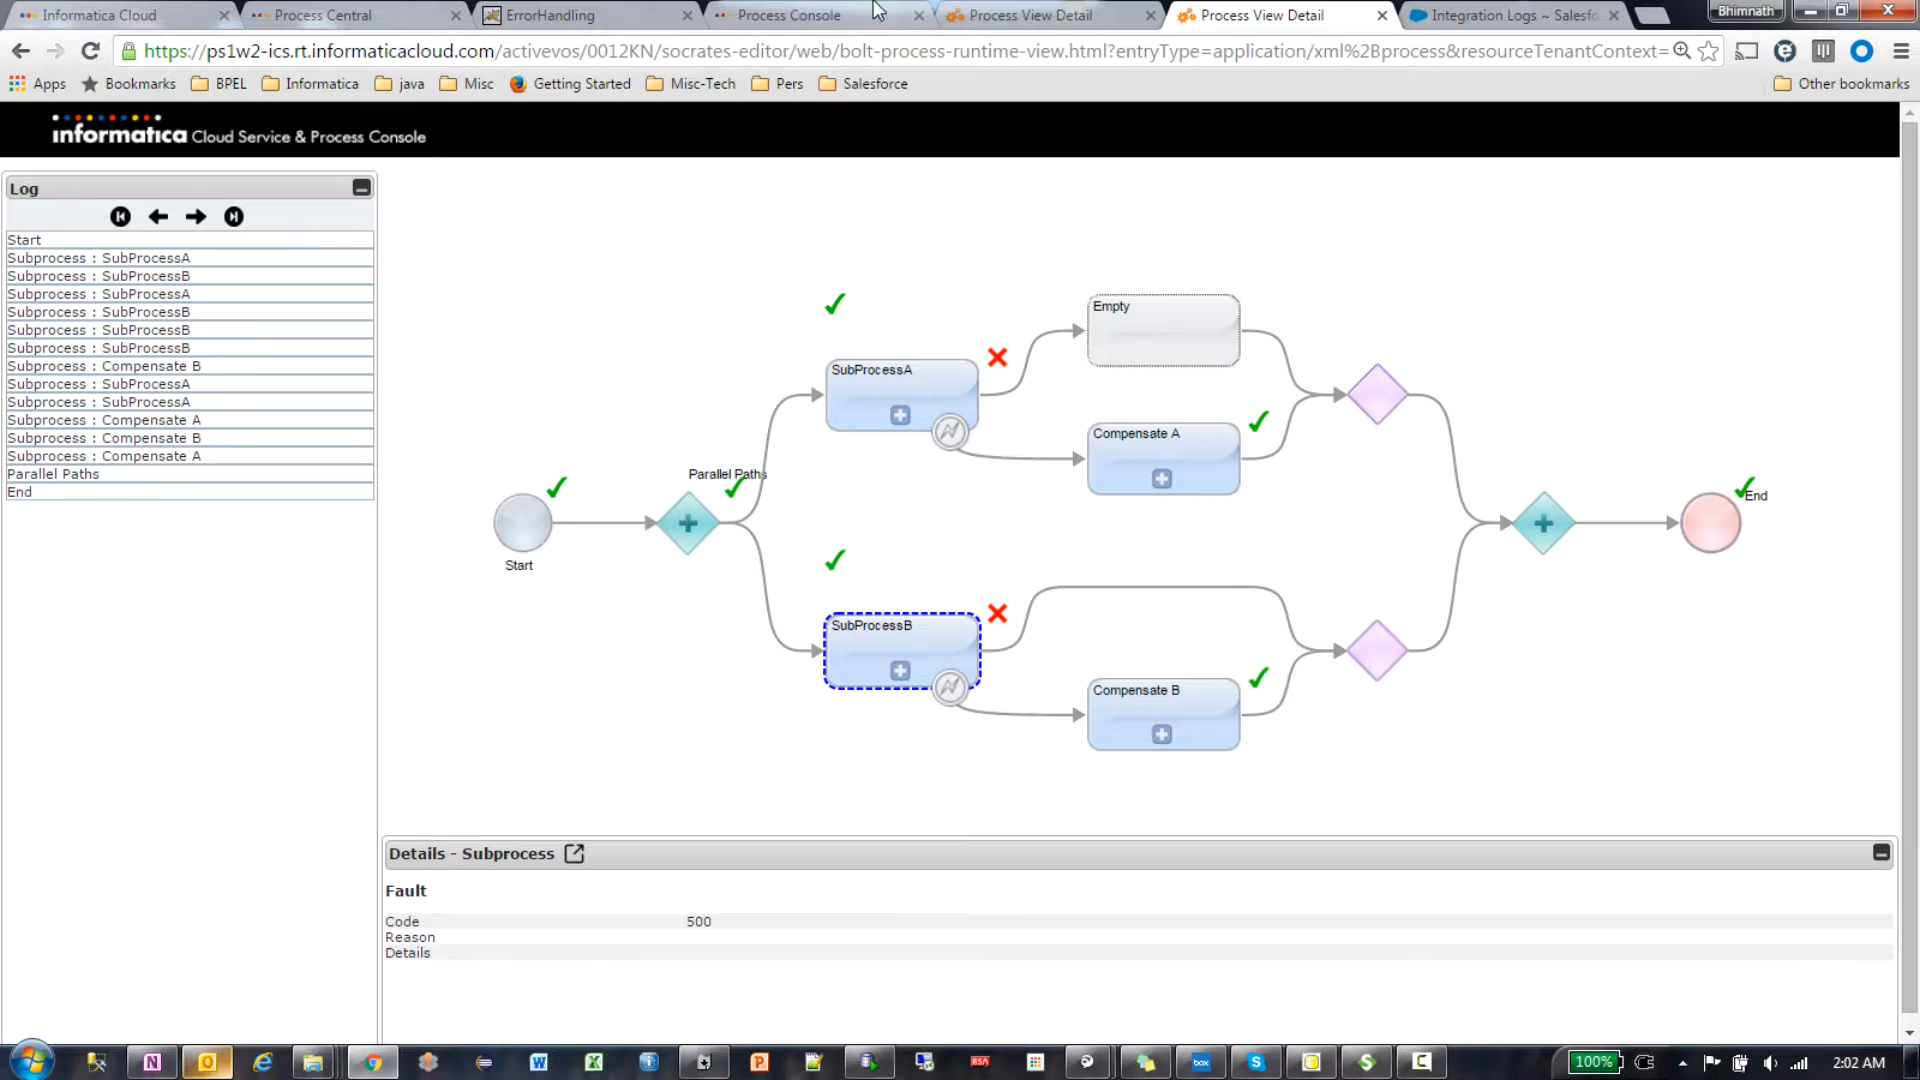 Informatica Cloud
Process Central
ErrorHandling
Process Console
Process View Detail
Process View Detail
Integration Logs ~ Salesfo
Bhimnath
https://ps1w2-ics.rt.informaticacloud.com/activevos/0012KN/socrates-editor/web/bolt-process-runtime-view.html?entryType=application/xml%2Bprocess&resourceTenantContext=
Apps
Bookmarks
BPEL
Informatica
java
Misc
Getting Started
Misc-Tech
Pers
Salesforce
Other bookmarks
informatica Cloud Service & Process Console
Log
Start
Subprocess : SubProcessA
Subprocess : SubProcessB
Subprocess : SubProcessA
Subprocess : SubProcessB
Subprocess : SubProcessB
Subprocess : SubProcessB
Subprocess : Compensate B
Subprocess : SubProcessA
Subprocess : SubProcessA
Subprocess : Compensate A
Subprocess : Compensate B
Subprocess : Compensate A
Parallel Paths
End
Empty
SubProcessA
Compensate A
Parallel Paths
End
Start
SubProcessB
Compensate B
Details - Subprocess
Fault
Code 500
Reason
Details
100%
2:02 AM